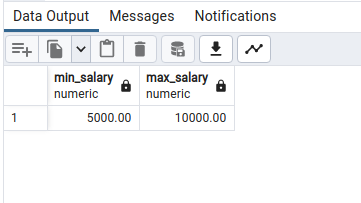 Data Output Messages Notifications
min_salary max_salary
numeric numeric
1 5000.00 10000.00